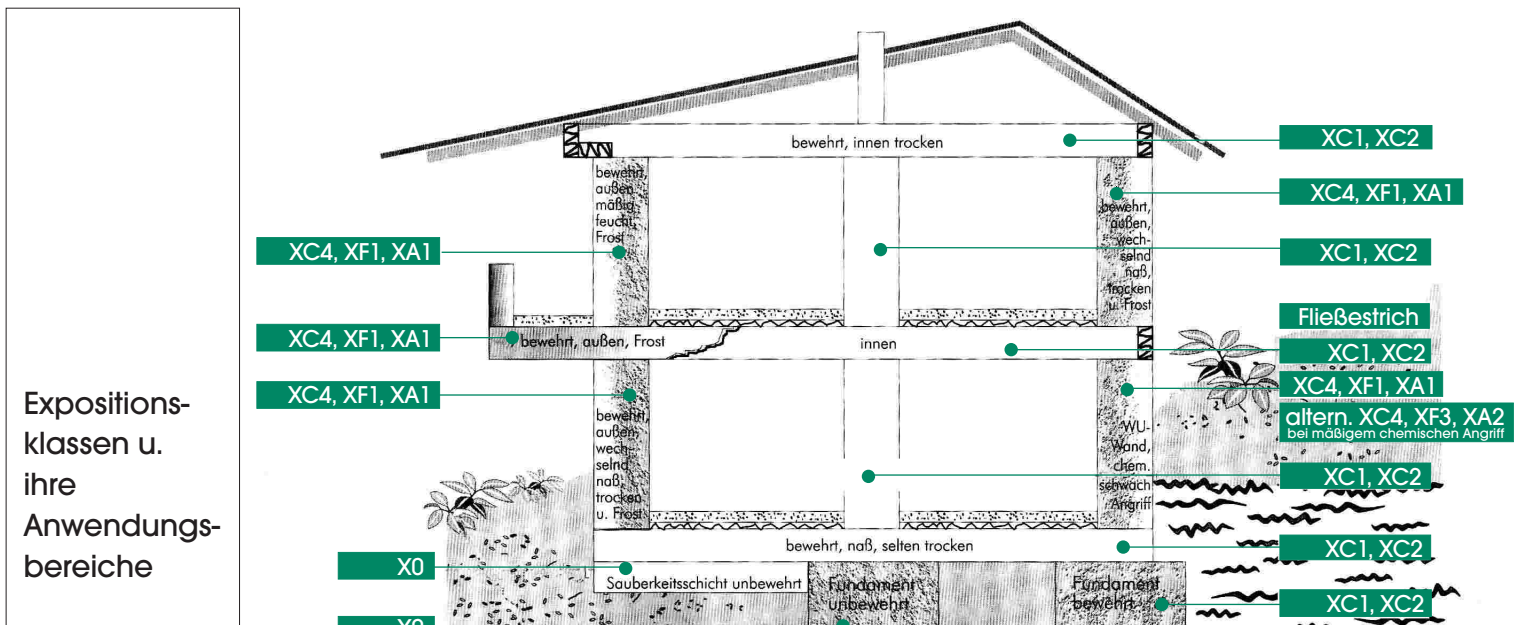 Expositions-
klassen u.
ihre
Anwendungs-
bereiche
bewehrt, innen trocken
XC1, XC2
bewehrt,
außen
mäßig
feucht,
Frost
XC4, XF1, XA1
bewehrt,
außen,
wech-
selnd
naß,
trocken
u. Frost
XC4, XF1, XA1
XC1, XC2
Fließestrich
XC4, XF1, XA1
bewehrt, außen, Frost
innen
XC1, XC2
XC4, XF1, XA1
bewehrt,
außen
wech-
selnd
naß,
trocken
u. Frost
XC4, XF1, XA1
altern. XC4, XF3, XA2
bei mäßigem chemischen Angriff
WU-
Wand,
chem.
schwach
Angriff
XC1, XC2
bewehrt, naß, selten trocken
XC1, XC2
X0
Sauberkeitsschicht unbewehrt
Fundament
unbewehrt
Fundament
bewehrt
XC1, XC2
X0